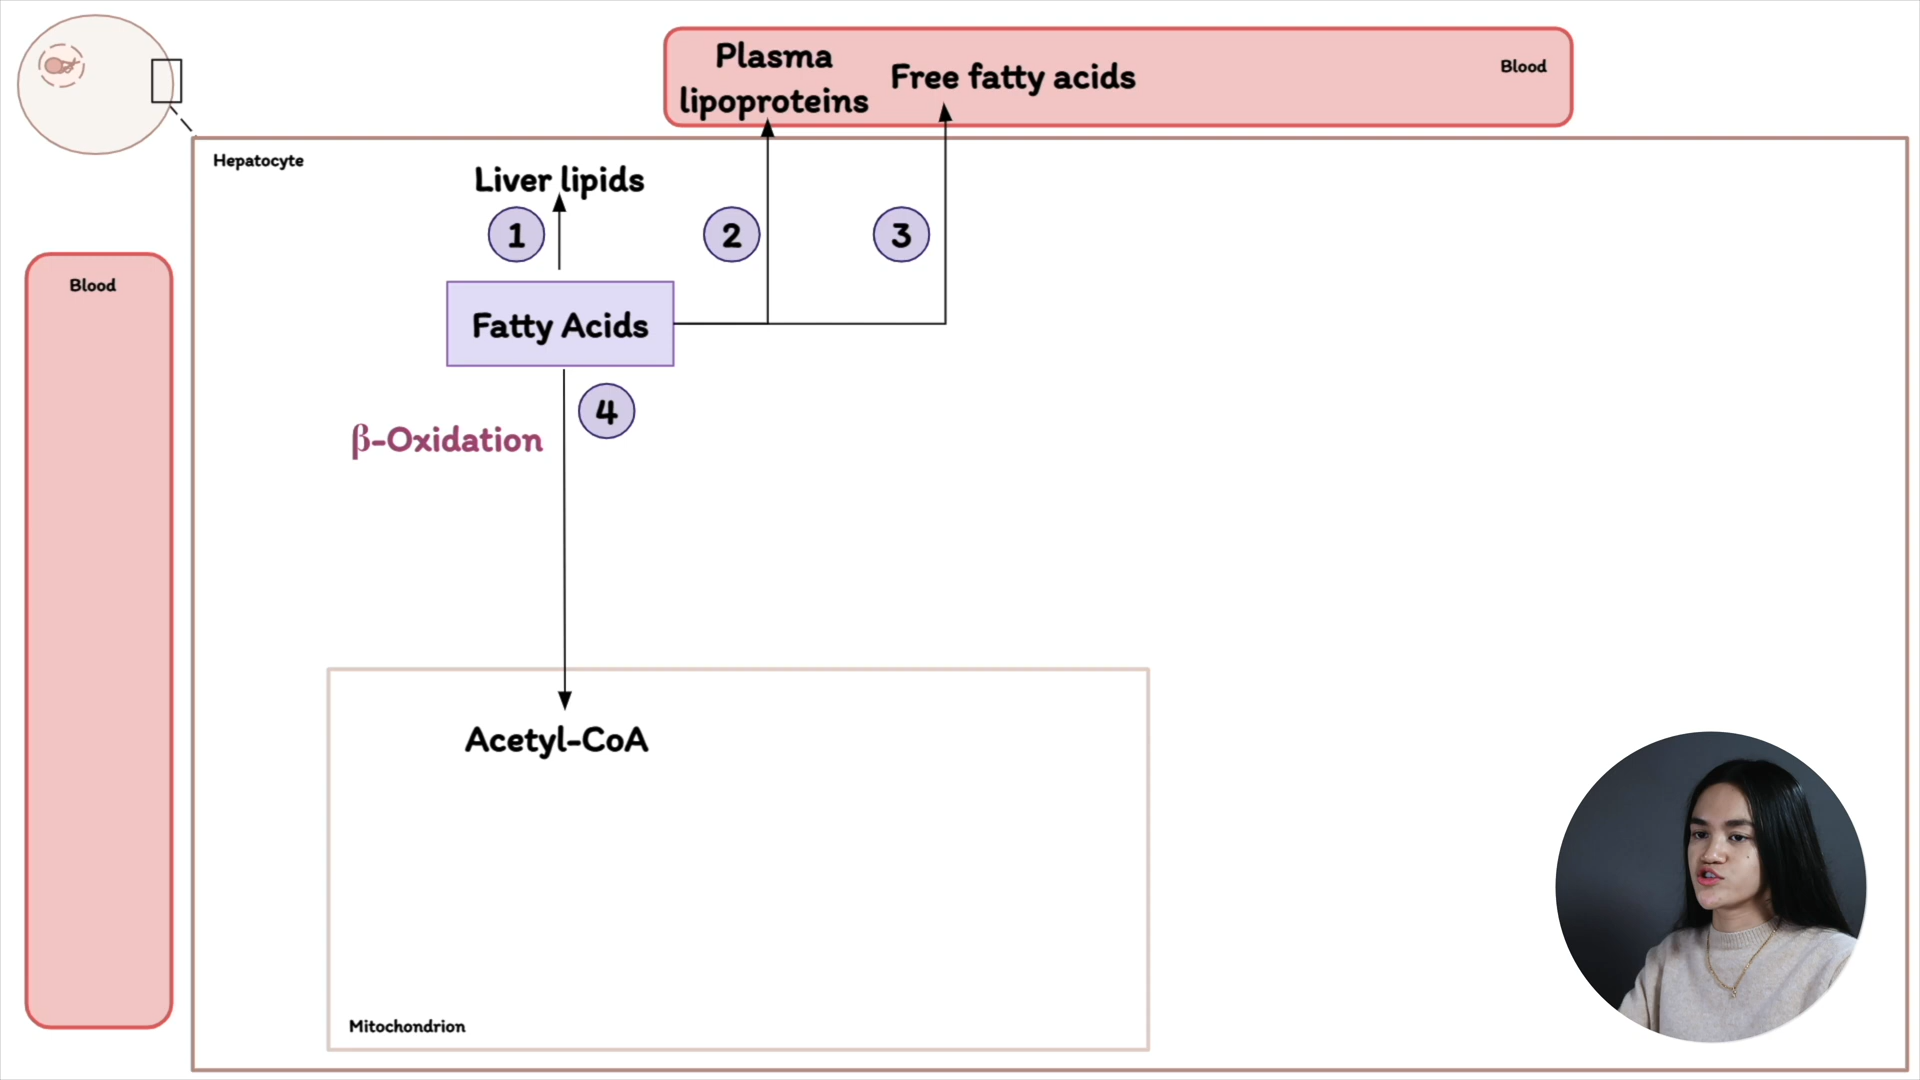 Plasma
lipoproteins
Free fatty acids
Blood
Hepatocyte
Liver lipids
1
2
3
Blood
Fatty Acids
4
β-Oxidation
Acetyl-CoA
Mitochondrion